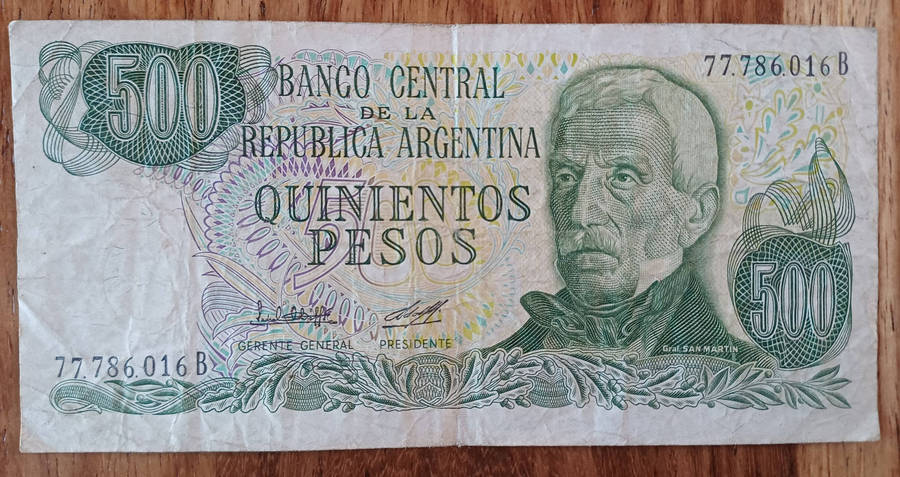 500
BANCO CENTRAL
DE LA
REPUBLICA ARGENTINA
77.786.016 B
QUINIENTOS
PESOS
500
GERENTE GENERAL PRESIDENTE
Gral. SAN MARTIN
77.786.016 B